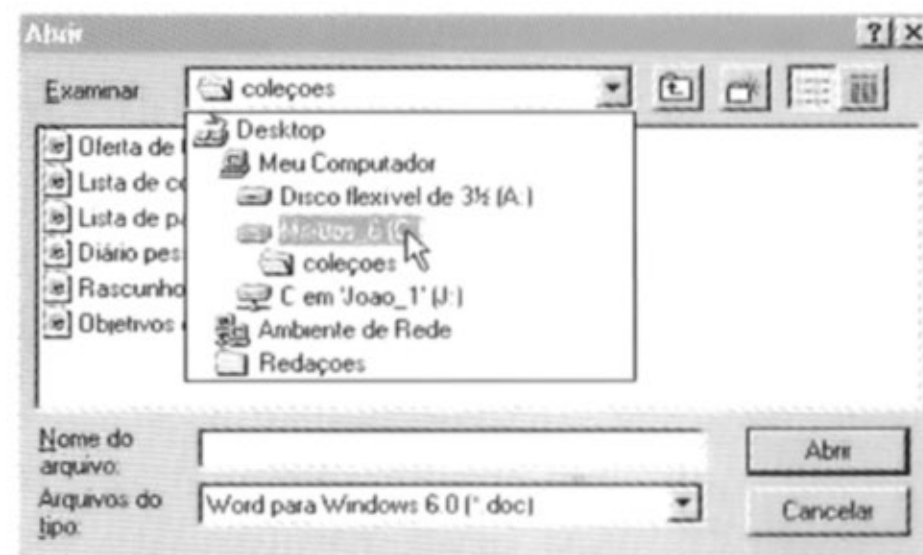 Abrir
Examinar
coleçoes
Desktop
Meu Computador
Disco flexivel de 3½ (A:)
coleçoes
C em 'Joao_1' (J:)
Ambiente de Rede
Redaçoes
Oferta de
Lista de
Lista de
Diário
Rascunho
Objetivos
Nome do
arquivo:
Abrir
Arquivos do
tipo:
Word para Windows 6.0 (*.doc)
Cancelar